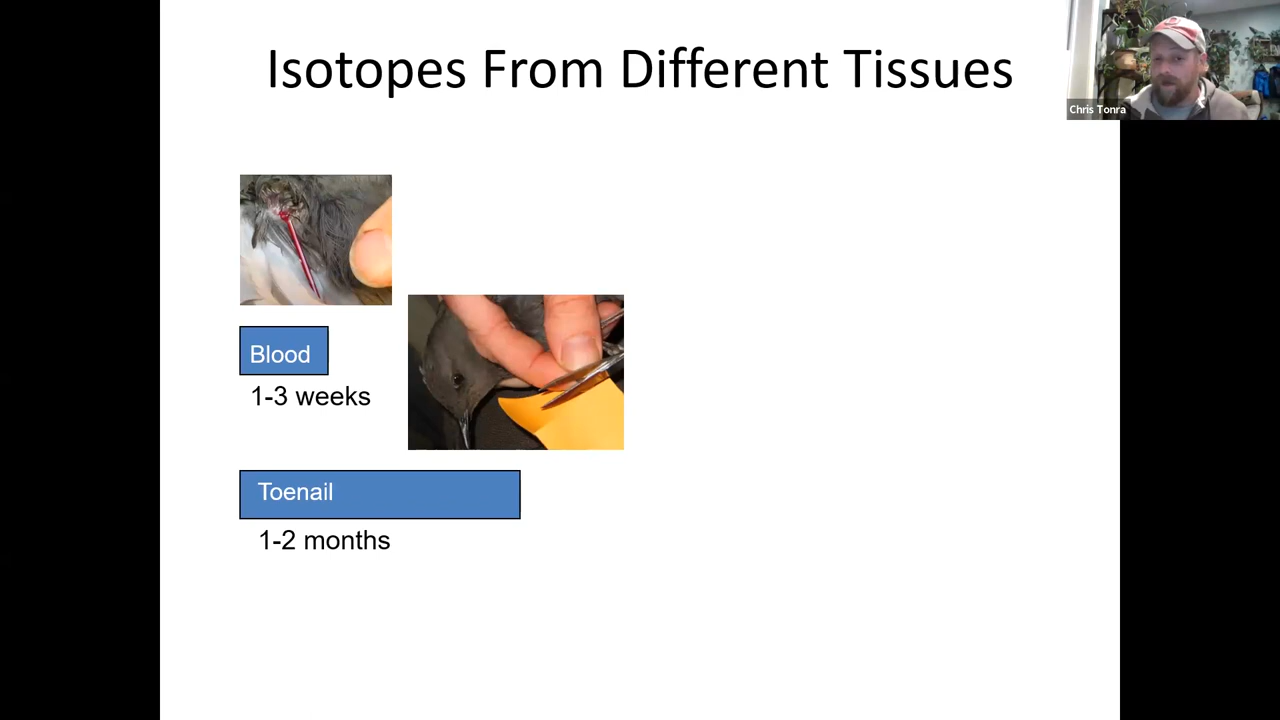 Isotopes From Different Tissues
Chris Tonra
Blood
1-3 weeks
Toenail
1-2 months